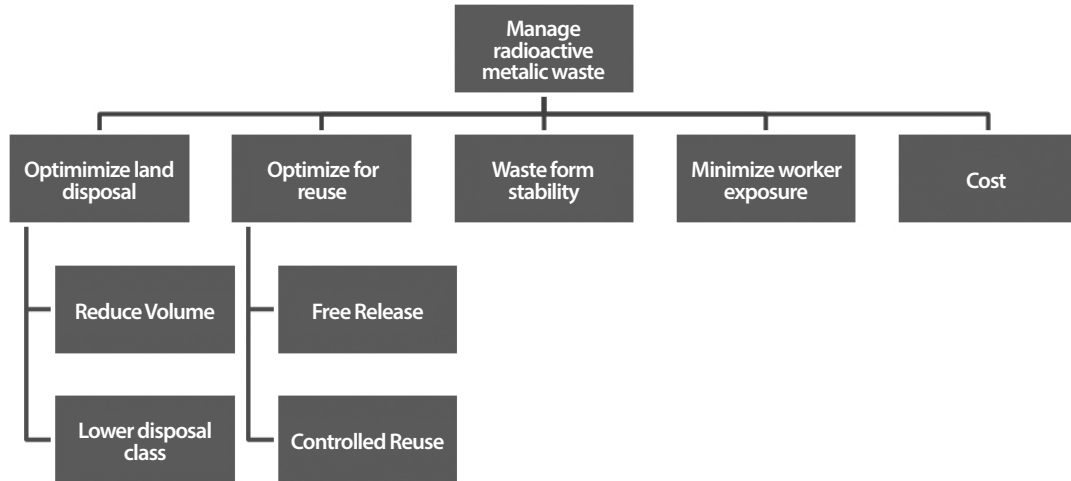 Manage
radioactive
metalic waste
Optimimize land
disposal
Optimize for
reuse
Waste form
stability
Minimize worker
exposure
Cost
Reduce Volume
Free Release
Lower disposal
class
Controlled Reuse